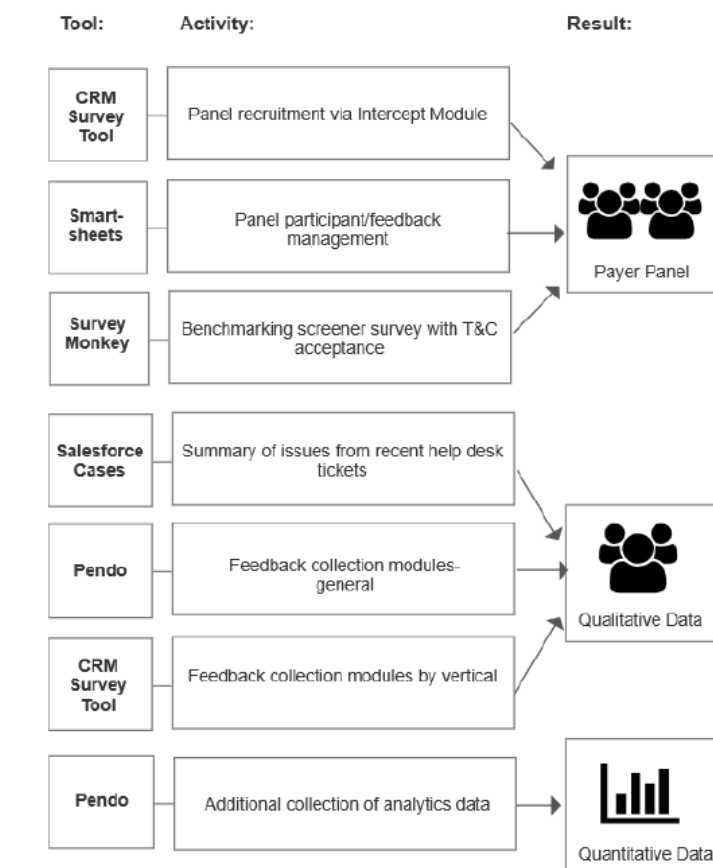 Tool: Activity: Result:
CRM
Survey
Tool
Panel recruitment via Intercept Module
Smart-
sheets
Panel participant/feedback
management
Payer Panel
Survey
Monkey
Benchmarking screener survey with T&C
acceptance
Salesforce
Cases
Summary of issues from recent help desk
tickets
Pendo
Feedback collection modules-
general
Qualitative Data
CRM
Survey
Tool
Feedback collection modules by vertical
Pendo
Additional collection of analytics data
Quantitative Data